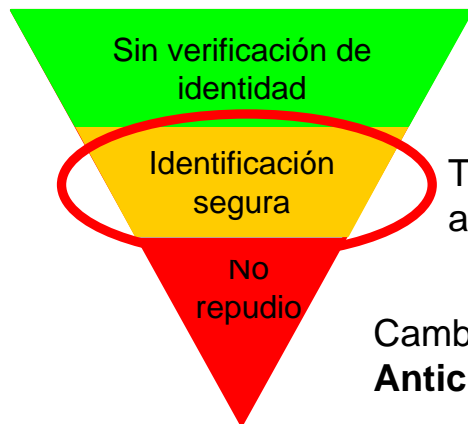 Sin verificación de
identidad
Identificación
segura
No
repudio